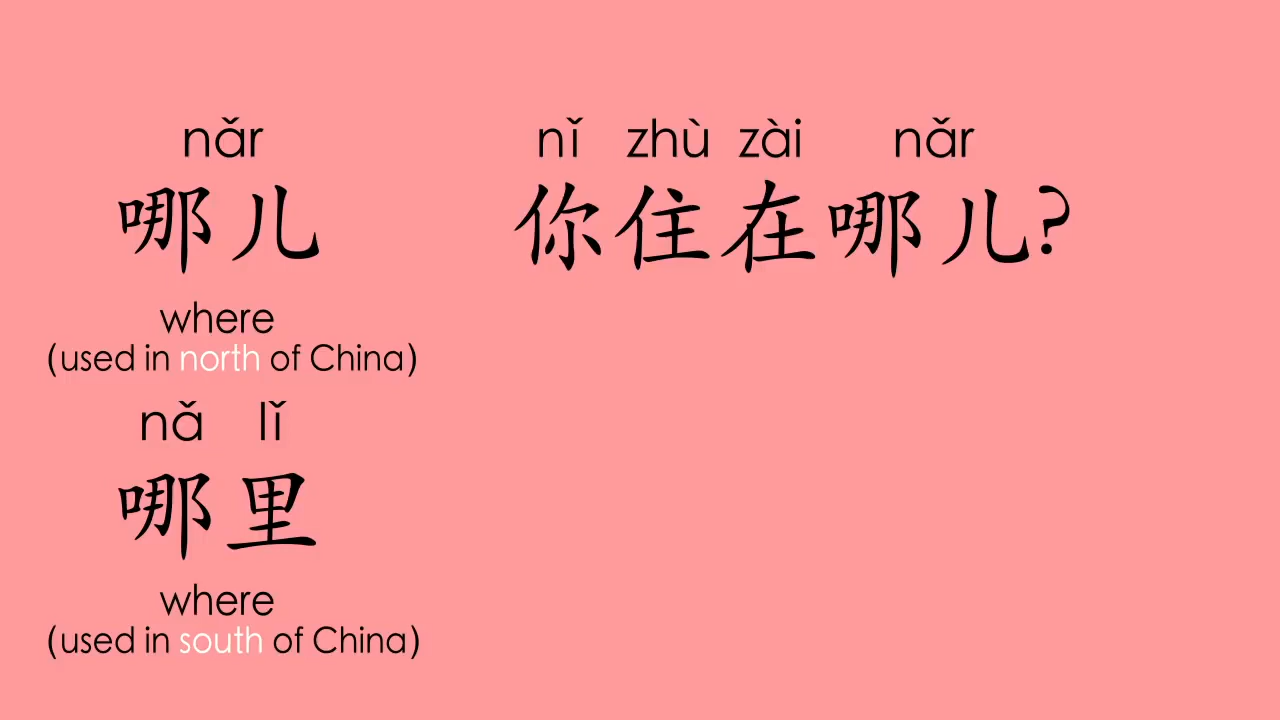 nǎr
哪儿
where
(used in north of China)
nǐ zhù zài nǎr
你住在哪儿?
nǎ lǐ
哪里
where
(used in south of China)